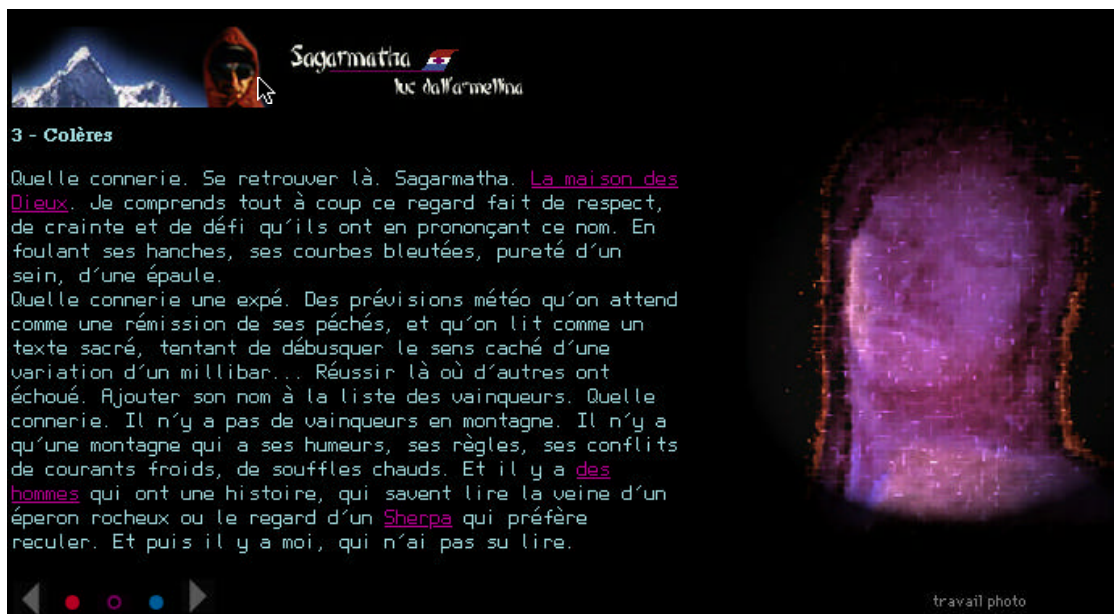 Sagarmatha
luc dall'armellina
3 - Colères
Quelle connerie. Se retrouver là. Sagarmatha. La maison des
Dieux. Je comprends tout à coup ce regard fait de respect,
de crainte et de défi qu'ils ont en prononçant ce nom. En
foulant ses hanches, ses courbes bleutées, pureté d'un
sein, d'une épaule.
Quelle connerie une expé. Des prévisions météo qu'on attend
comme une rémission de ses péchés, et qu'on lit comme un
texte sacré, tentant de débusquer le sens caché d'une
variation d'un millibar... Réussir là où d'autres ont
échoué. Ajouter son nom à la liste des vainqueurs. Quelle
connerie. Il n'y a pas de vainqueurs en montagne. Il n'y a
qu'une montagne qui a ses humeurs, ses règles, ses conflits
de courants froids, de souffles chauds. Et il y a des
hommes qui ont une histoire, qui savent lire la veine d'un
éperon rocheux ou le regard d'un Sherpa qui préfère
reculer. Et puis il y a moi, qui n'ai pas su lire.
travail photo